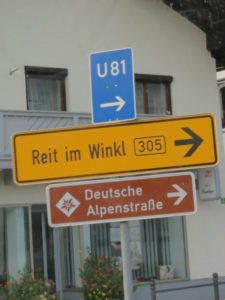 U81
Reit im Winkl 305
Deutsche
Alpenstraße